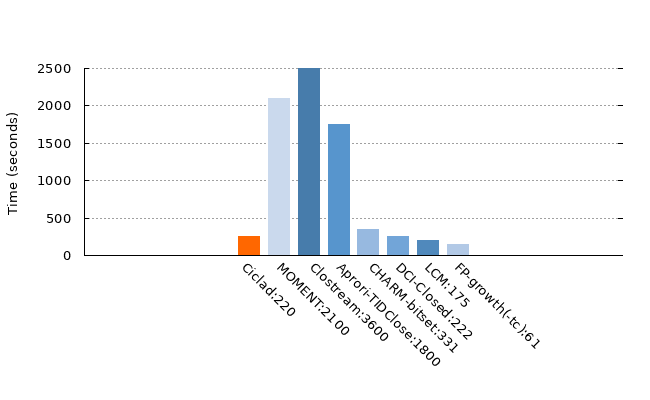 2500
2000
1500
1000
500
0
Time (seconds)
Ciclad:220
MOMENT:2100
Clostream:3600
Aprori-TIDClose:1800
CHARM-bitset:331
DCI-Closed:222
LCM:175
FP-growth(-tc):61